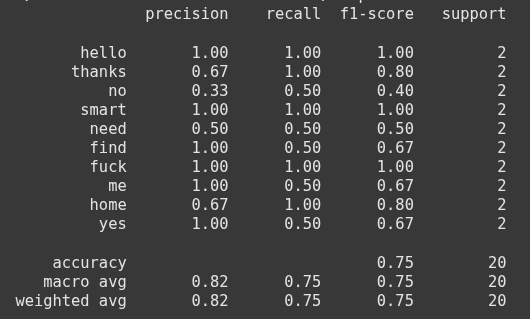 precision recall f1-score support
hello 1.00 1.00 1.00 2
thanks 0.67 1.00 0.80 2
no 0.33 0.50 0.40 2
smart 1.00 1.00 1.00 2
need 0.50 0.50 0.50 2
find 1.00 0.50 0.67 2
fuck 1.00 1.00 1.00 2
me 1.00 0.50 0.67 2
home 0.67 1.00 0.80 2
yes 1.00 0.50 0.67 2
accuracy 0.75 20
macro avg 0.82 0.75 0.75 20
weighted avg 0.82 0.75 0.75 20